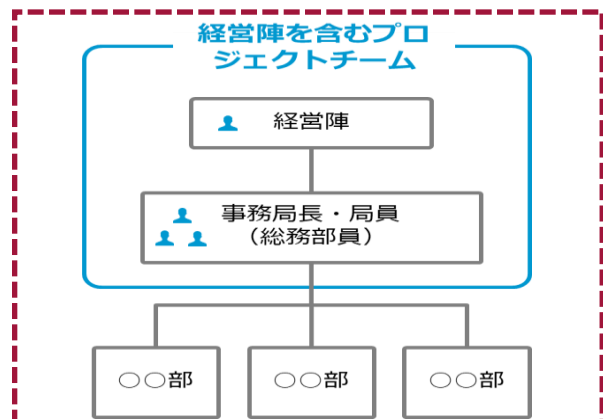 経営陣を含むプロ
ジェクトチーム
経営陣
事務局長・局員
（総務部員）
○○部
○○部
○○部